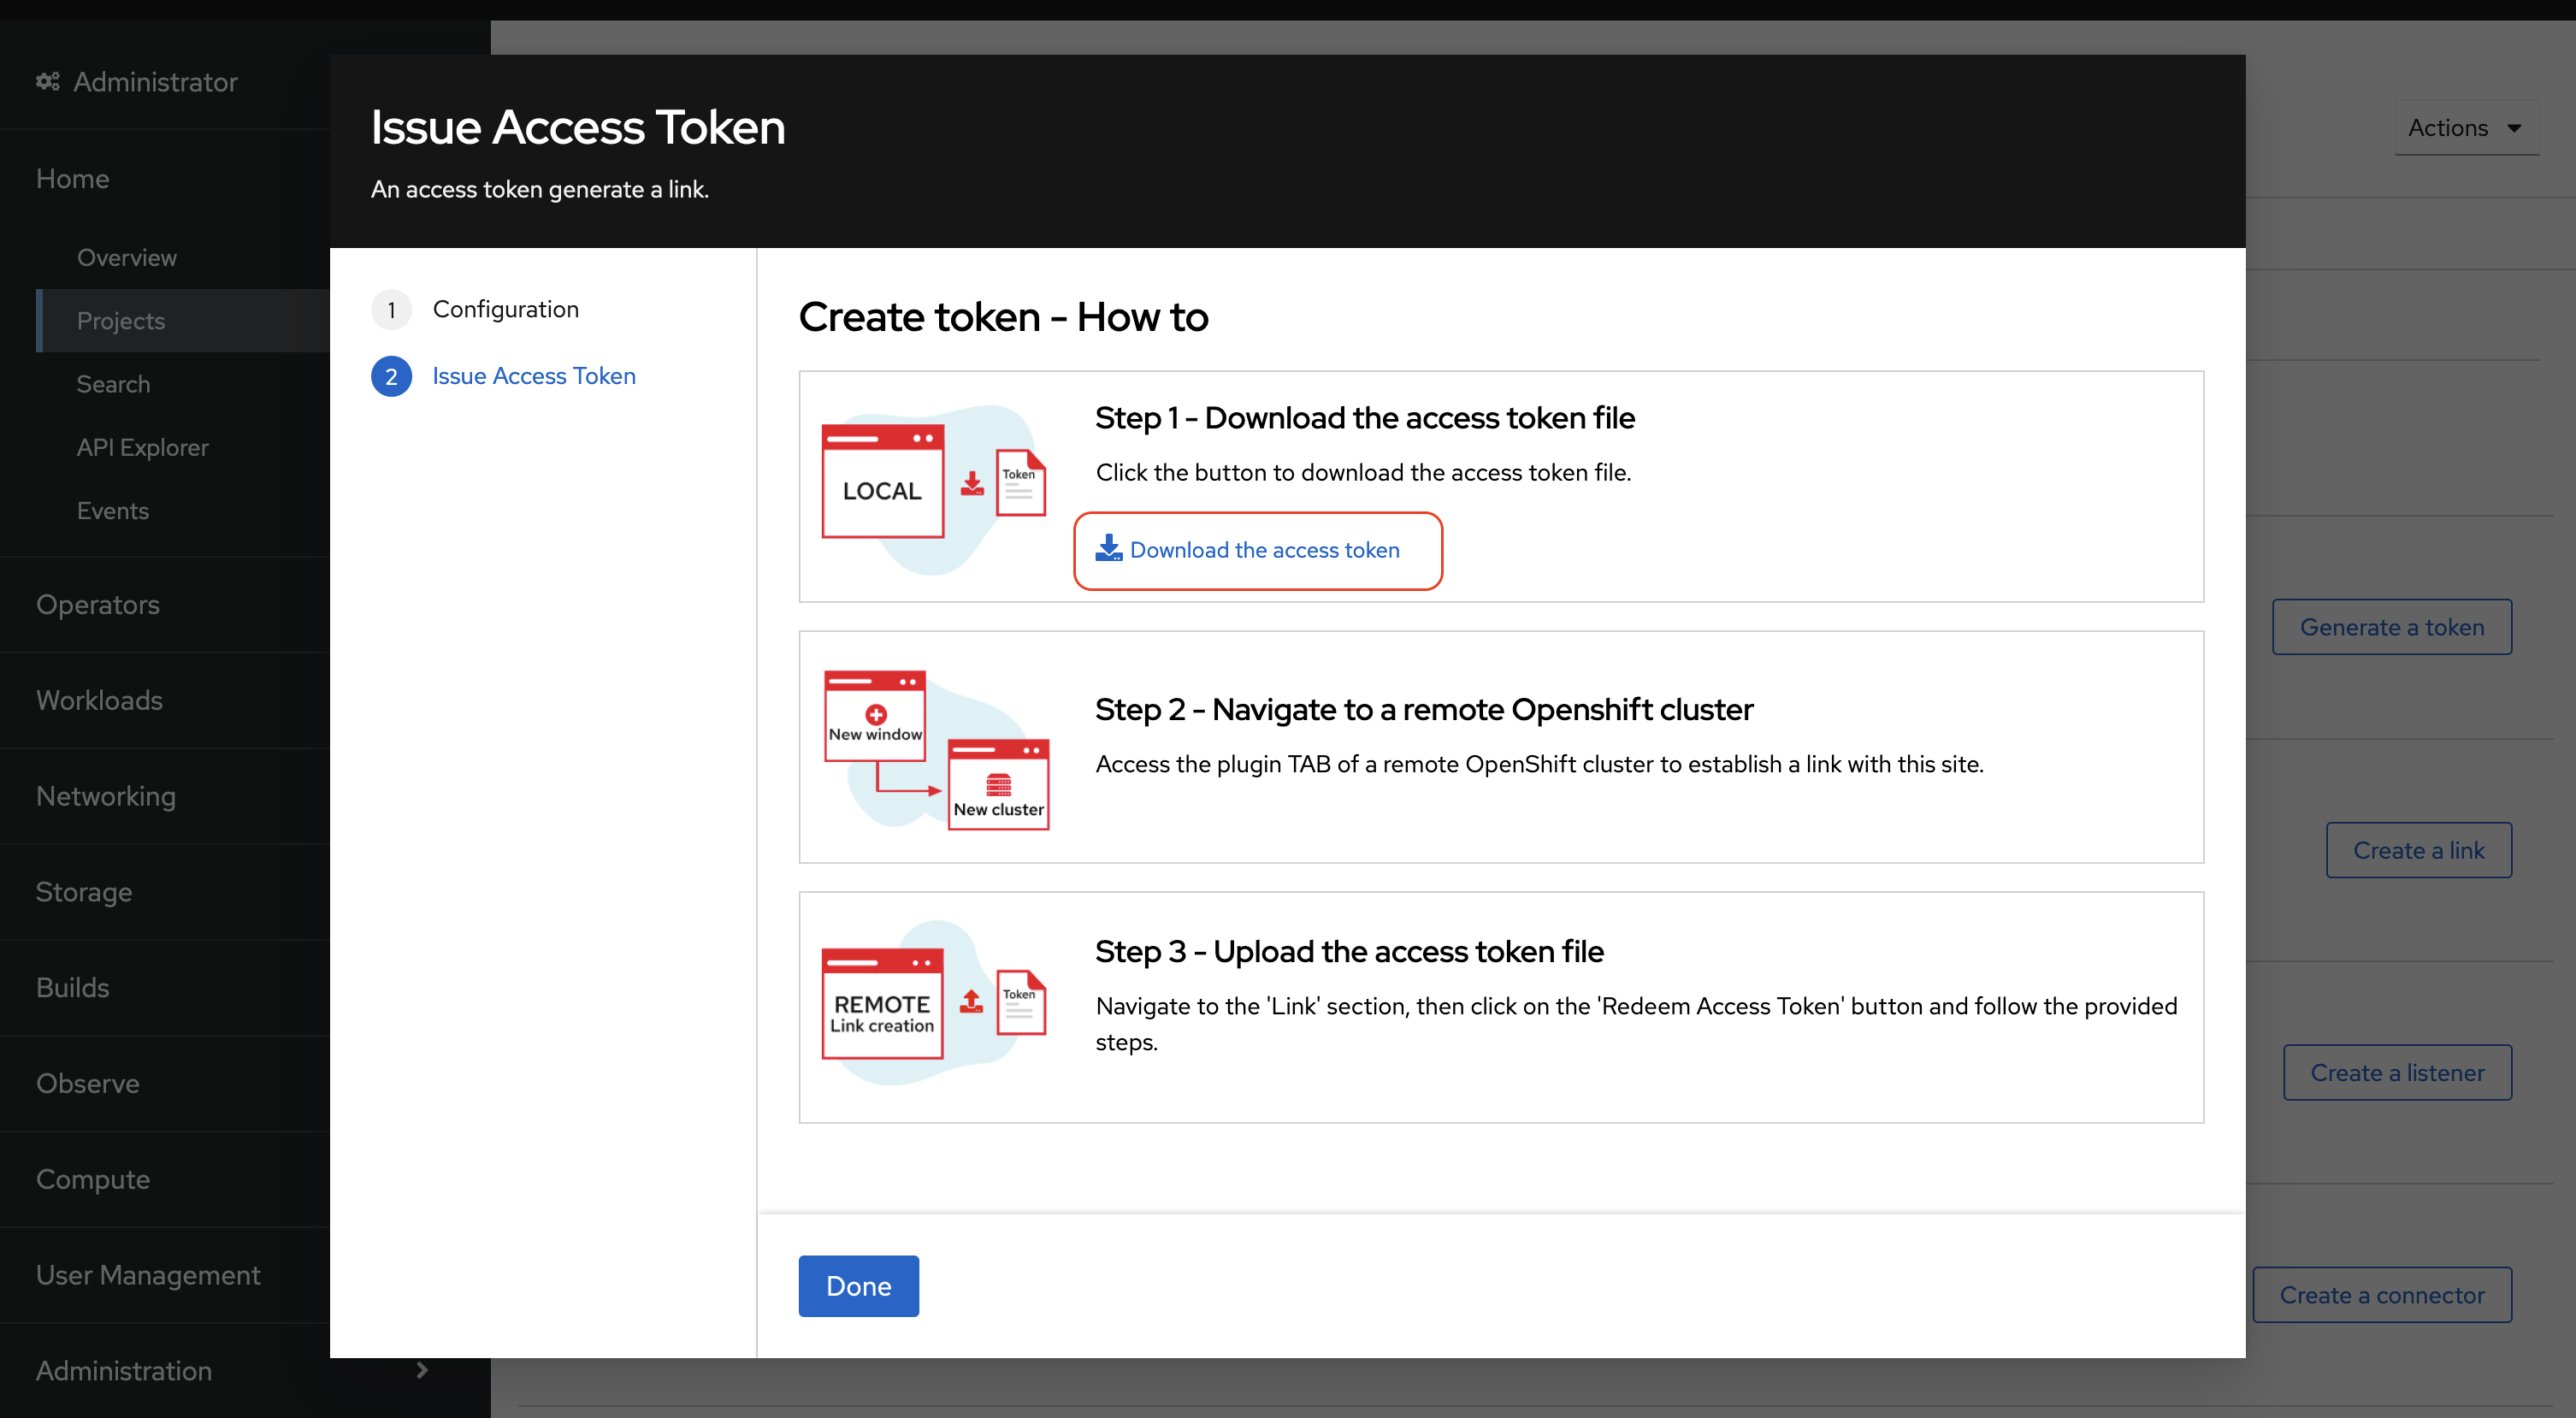 Administrator
Home
Overview
Projects
Search
API Explorer
Events
Operators
Workloads
Networking
Storage
Builds
Observe
Compute
User Management
Administration
Issue Access Token
An access token generate a link.
1 Configuration
2 Issue Access Token
Create token - How to
LOCAL
Token
Step 1 - Download the access token file
Click the button to download the access token file.
Download the access token
New window
New cluster
Step 2 - Navigate to a remote Openshift cluster
Access the plugin TAB of a remote OpenShift cluster to establish a link with this site.
REMOTE
Link creation
Token
Step 3 - Upload the access token file
Navigate to the 'Link' section, then click on the 'Redeem Access Token' button and follow the provided
steps.
Done
Actions
Generate a token
Create a link
Create a listener
Create a connector